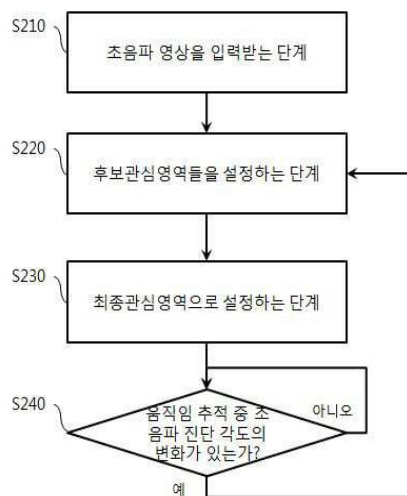 S210
초음파 영상을 입력받는 단계
S220
후보관심영역들을 설정하는 단계
S230
최종관심영역으로 설정하는 단계
S240
움직임 추적 중 초
음파 진단 각도의
변화가 있는가?
아니오
예